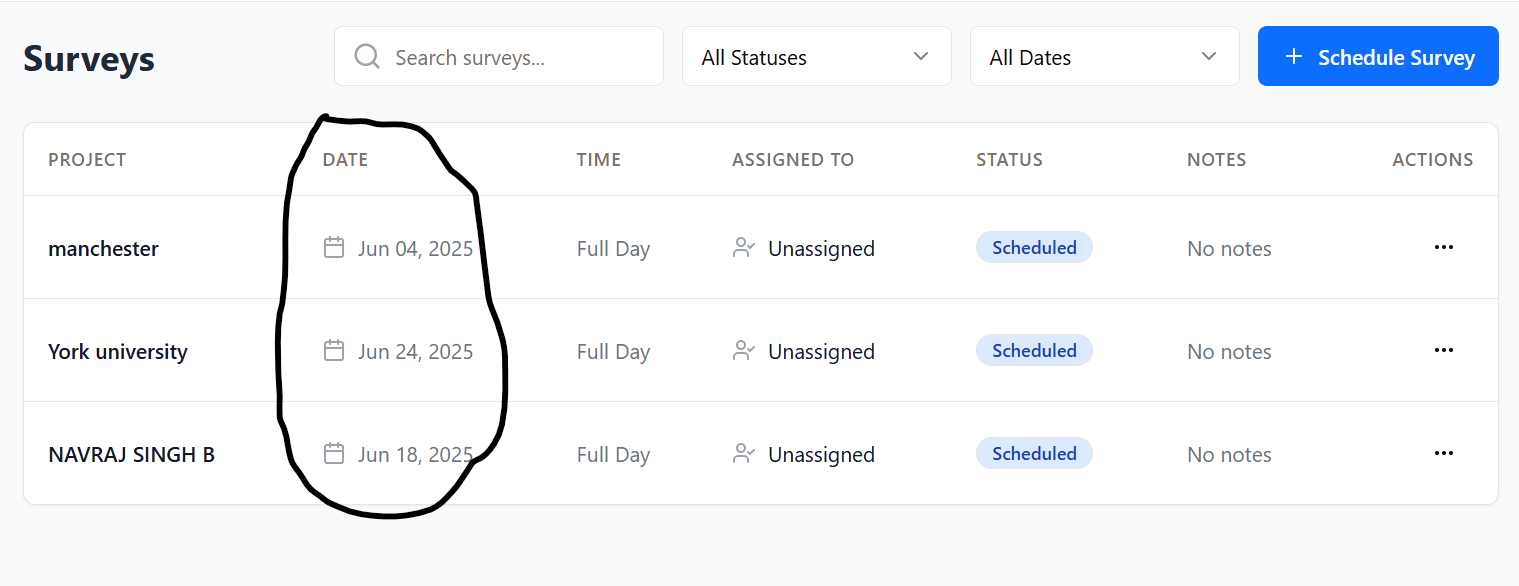 Surveys Search surveys... All Statuses All Dates + Schedule Survey
PROJECT DATE TIME ASSIGNED TO STATUS NOTES ACTIONS
manchester Jun 04, 2025 Full Day Unassigned Scheduled No notes ...
York university Jun 24, 2025 Full Day Unassigned Scheduled No notes ...
NAVRAJ SINGH B Jun 18, 2025 Full Day Unassigned Scheduled No notes ...